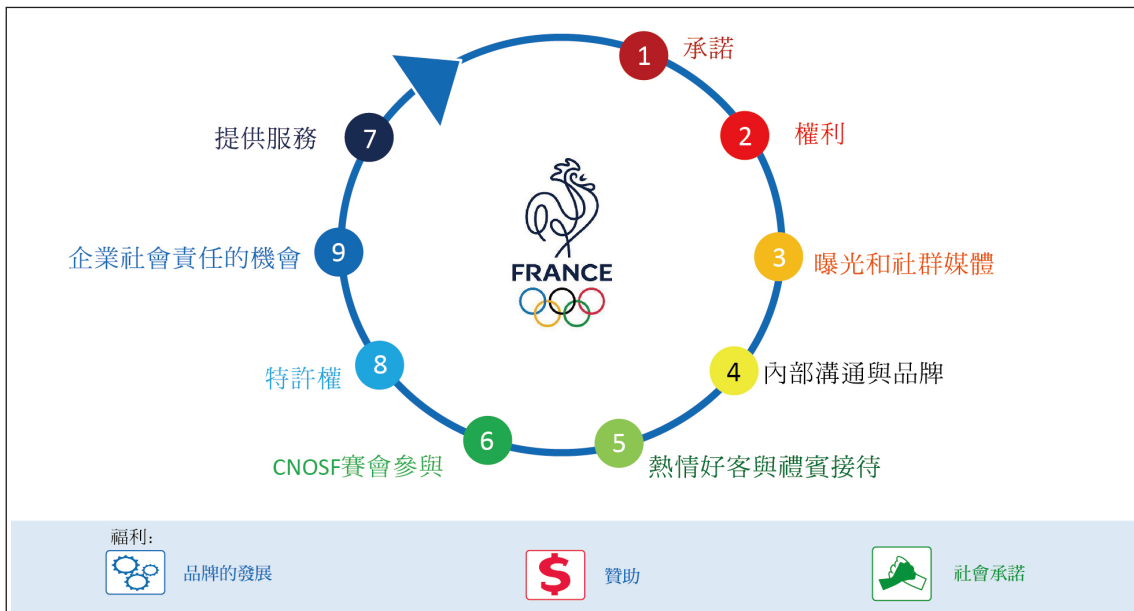 1
承諾
2
權利
7
提供服務
FRANCE
9
企業社會責任的機會
3
曝光和社群媒體
8
特許權
4
內部溝通與品牌
6
CNOSF賽會參與
5
熱情好客與禮賓接待
福利:
品牌的發展
$
贊助
社會承諾